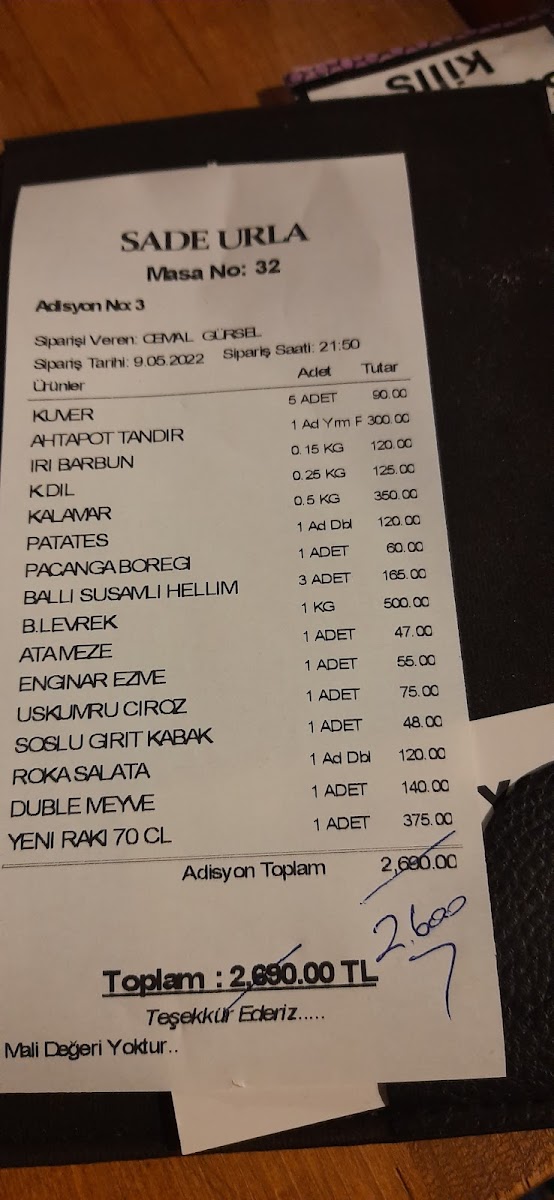 kills
SADE URLA
Masa No: 32
Adisyon No: 3
Siparişi Veren: CEMAL GÜRSEL
Sipariş Tarihi: 9.05.2022 Sipariş Saati: 21:50
Ürünler Adet Tutar
KUVER 5 ADET 90.00
AHTAPOT TANDIR 1 Ad Yrm F 300.00
IRI BARBUN 0.15 KG 120.00
K.DIL 0.25 KG 125.00
KALAMAR 0.5 KG 350.00
PATATES 1 Ad Dbl 120.00
PACANGA BOREGI 1 ADET 60.00
BALLI SUSAMLI HELLIM 3 ADET 165.00
B.LEVREK 1 KG 500.00
ATA MEZE 1 ADET 47.00
ENGINAR EZME 1 ADET 55.00
USKUMRU CIROZ 1 ADET 75.00
SOSLU GIRIT KABAK 1 ADET 48.00
ROKA SALATA 1 Ad Dbl 120.00
DUBLE MEYVE 1 ADET 140.00
YENI RAKI 70 CL 1 ADET 375.00
Adisyon Toplam 2,690.00
2.600
Toplam : 2,690.00 TL
Teşekkür Ederiz.....
Mali Değeri Yoktur..